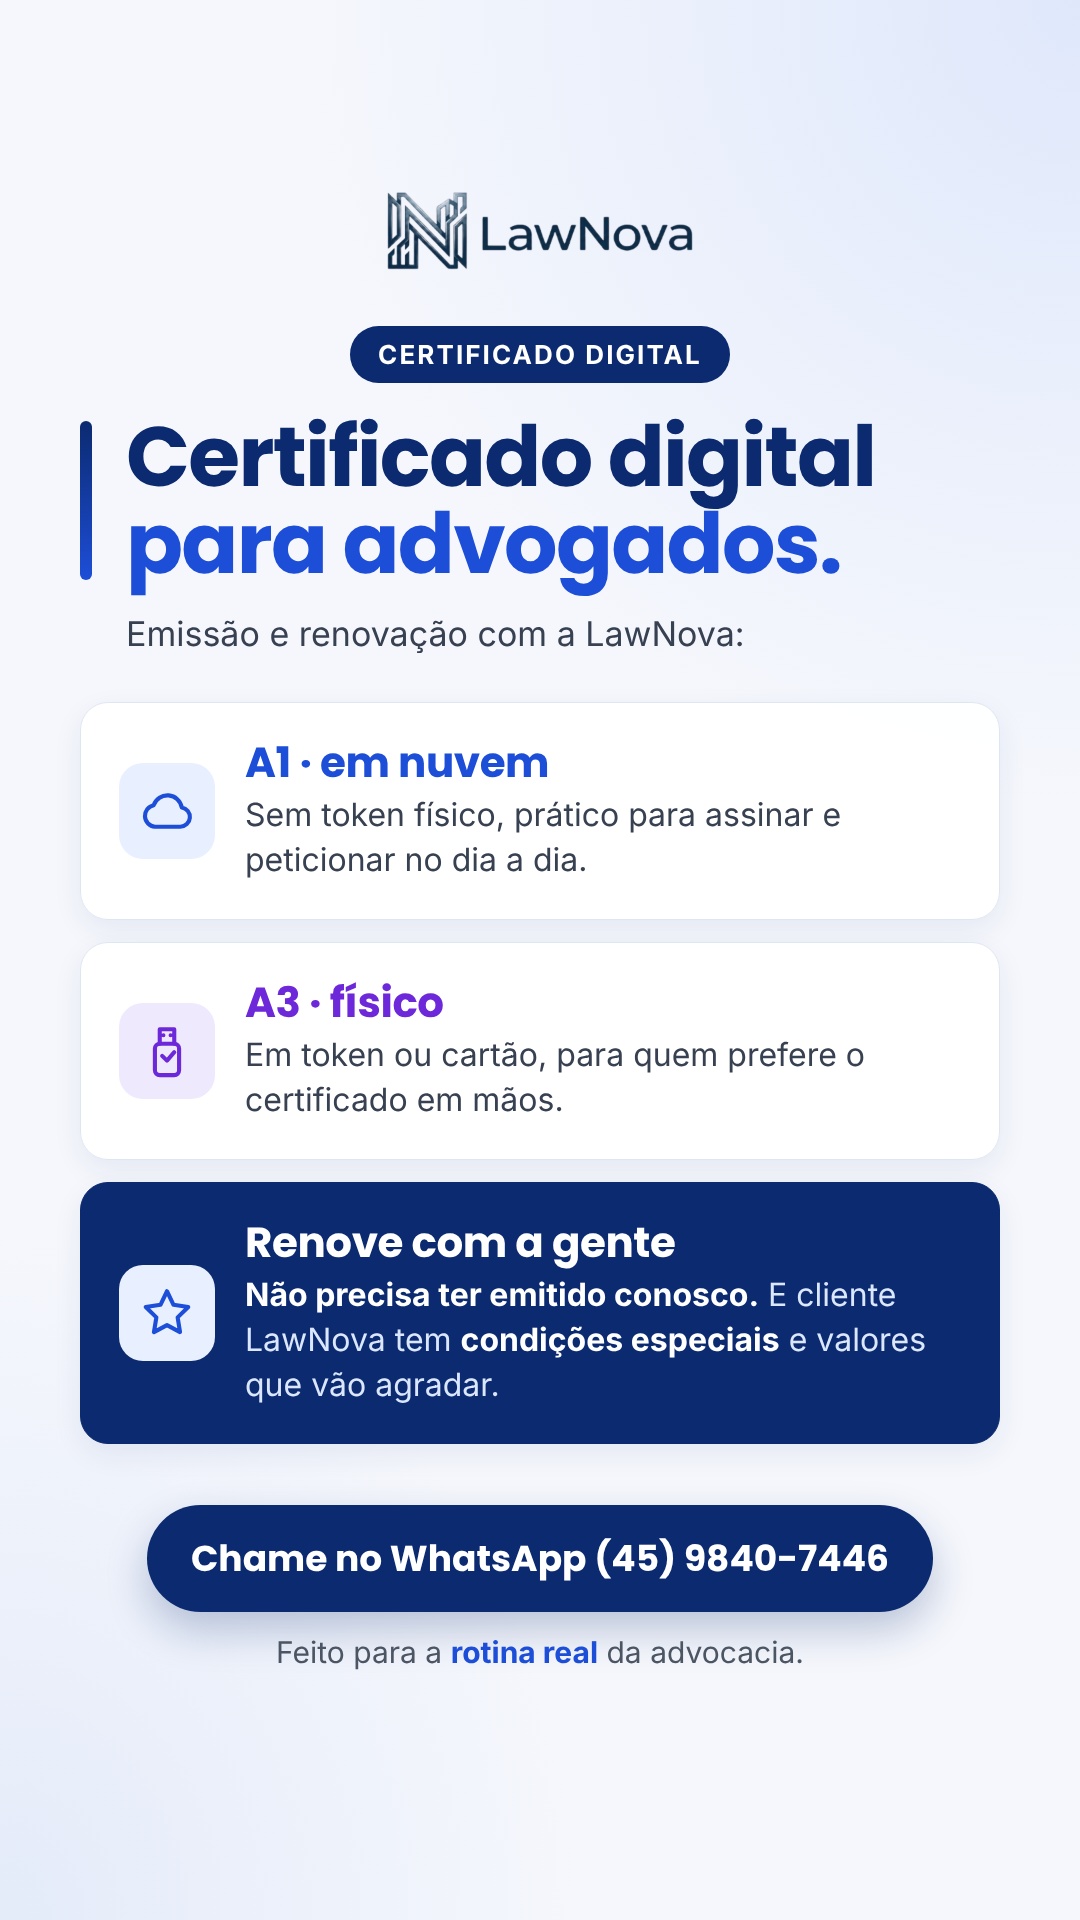 LawNova
CERTIFICADO DIGITAL
Certificado digital
para advogados.
Emissão e renovação com a LawNova:
A1 · em nuvem
Sem token físico, prático para assinar e
peticionar no dia a dia.
A3 · físico
Em token ou cartão, para quem prefere o
certificado em mãos.
Renove com a gente
Não precisa ter emitido conosco. E cliente
LawNova tem condições especiais e valores
que vão agradar.
Chame no WhatsApp (45) 9840-7446
Feito para a rotina real da advocacia.